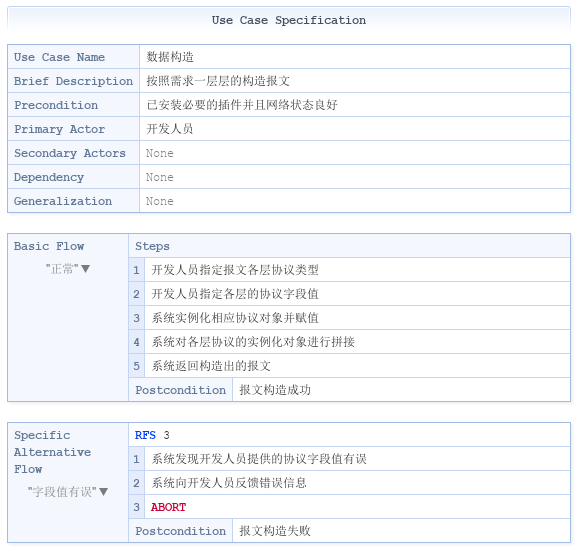 Use Case Specification
Use Case Name 数据构造
Brief Description 按照需求一层层的构造报文
Precondition 已安装必要的插件并且网络状态良好
Primary Actor 开发人员
Secondary Actors None
Dependency None
Generalization None
Basic Flow Steps
"正常" ▼
1 开发人员指定报文各层协议类型
2 开发人员指定各层的协议字段值
3 系统实例化相应协议对象并赋值
4 系统对各层协议的实例化对象进行拼接
5 系统返回构造出的报文
Postcondition 报文构造成功
Specific
Alternative
Flow
"字段值有误" ▼
RFS 3
1 系统发现开发人员提供的协议字段值有误
2 系统向开发人员反馈错误信息
3 ABORT
Postcondition 报文构造失败